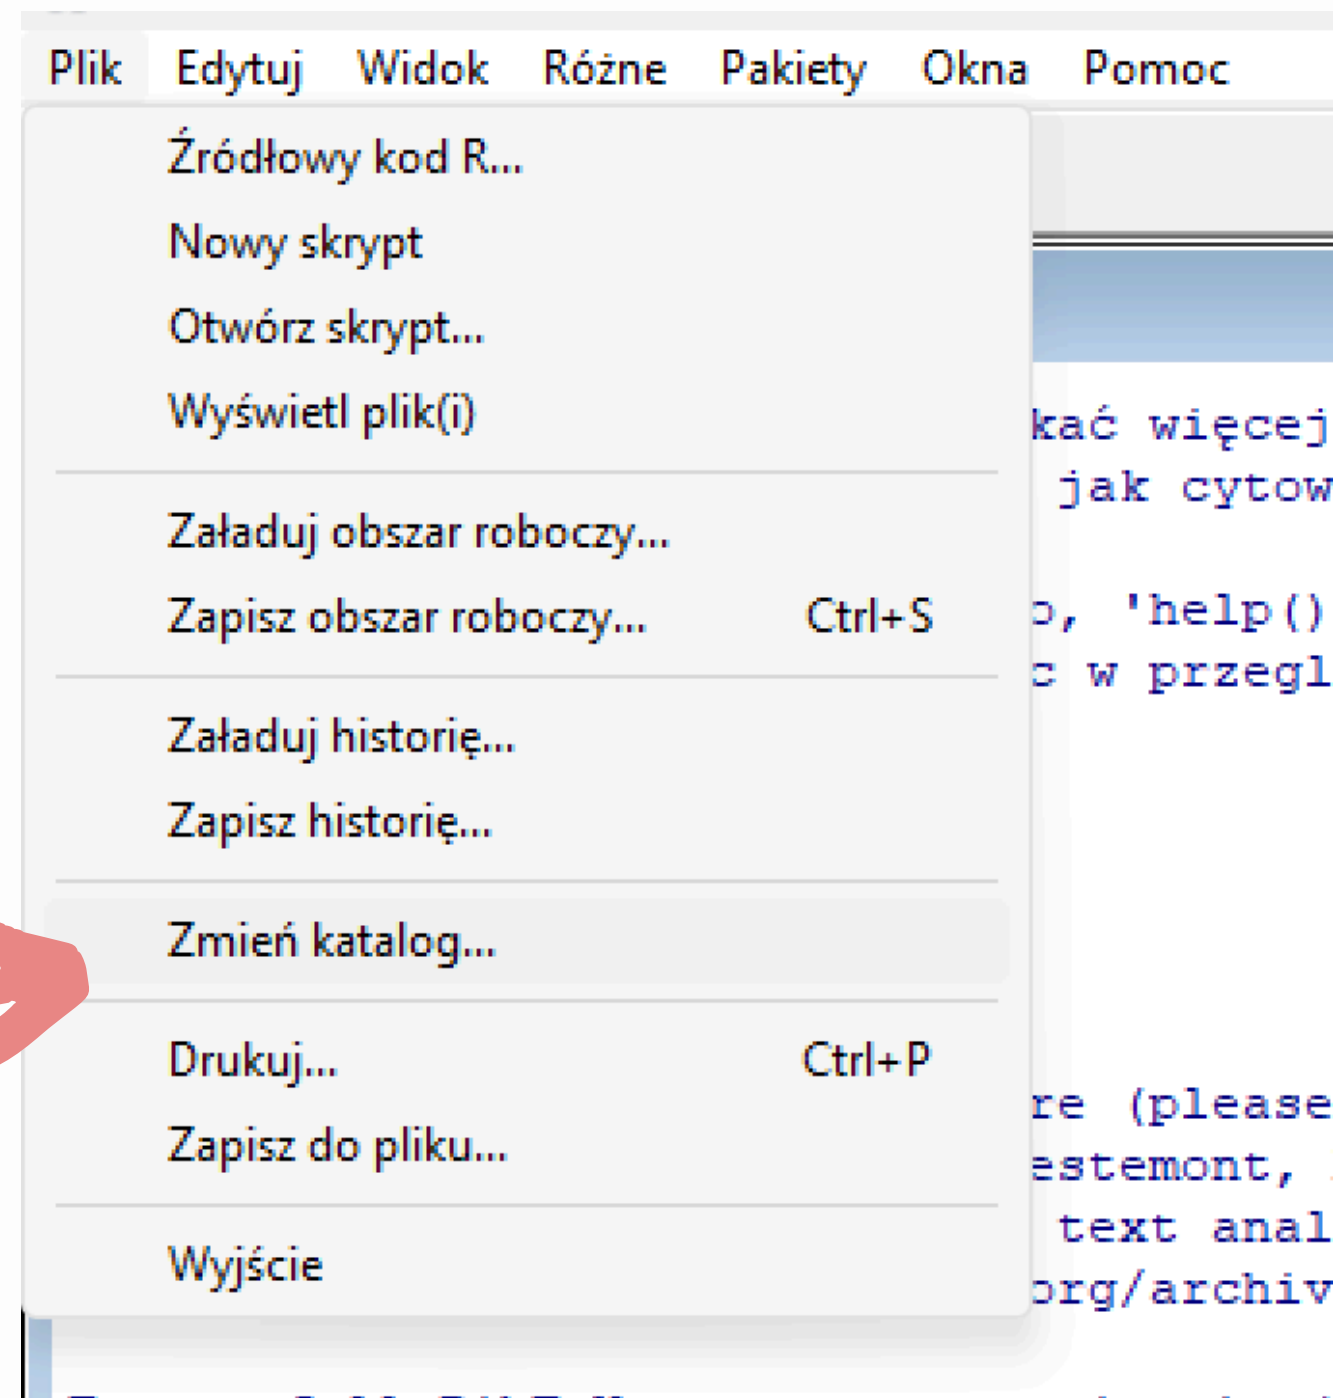 Plik Edytuj Widok Różne Pakiety Okna Pomoc
Źródłowy kod R...
Nowy skrypt
Otwórz skrypt...
Wyświetl plik(i)
Załaduj obszar roboczy...
Zapisz obszar roboczy... Ctrl+S
Załaduj historię...
Zapisz historię...
Zmień katalog...
Drukuj... Ctrl+P
Zapisz do pliku...
Wyjście
kać więcej
jak cytow
, 'help()
w przegl
re (please
estemont,
text anal
org/archiv